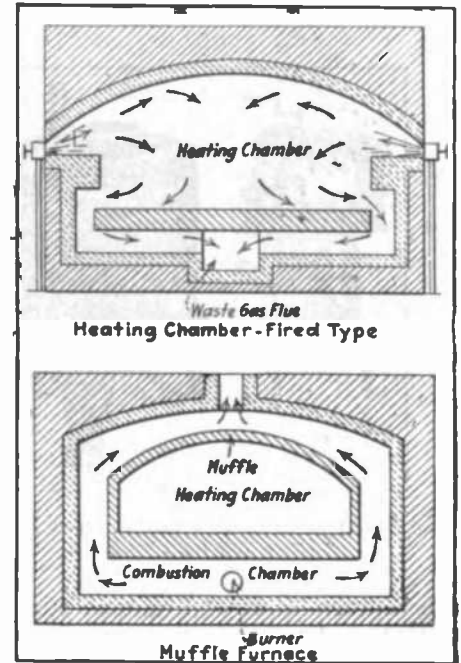 Heating Chamber
Waste Gas Flue
Heating Chamber-Fired Type
Muffle
Heating Chamber
Combustion Chamber
Burner
Muffle Furnace